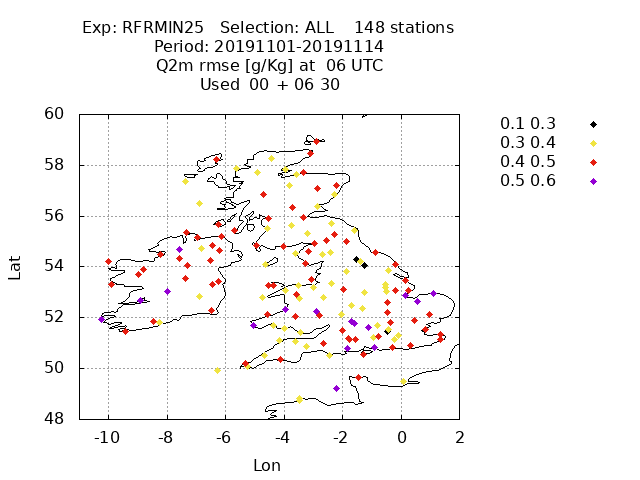 Exp: RFRMIN25   Selection: ALL    148 stations
Period: 20191101-20191114
Q2m rmse [g/Kg] at  06 UTC
Used  00 + 06 30
0.1 0.3
0.3 0.4
0.4 0.5
0.5 0.6
Lat
60
58
56
54
52
50
48
-10 -8 -6 -4 -2 0 2
Lon